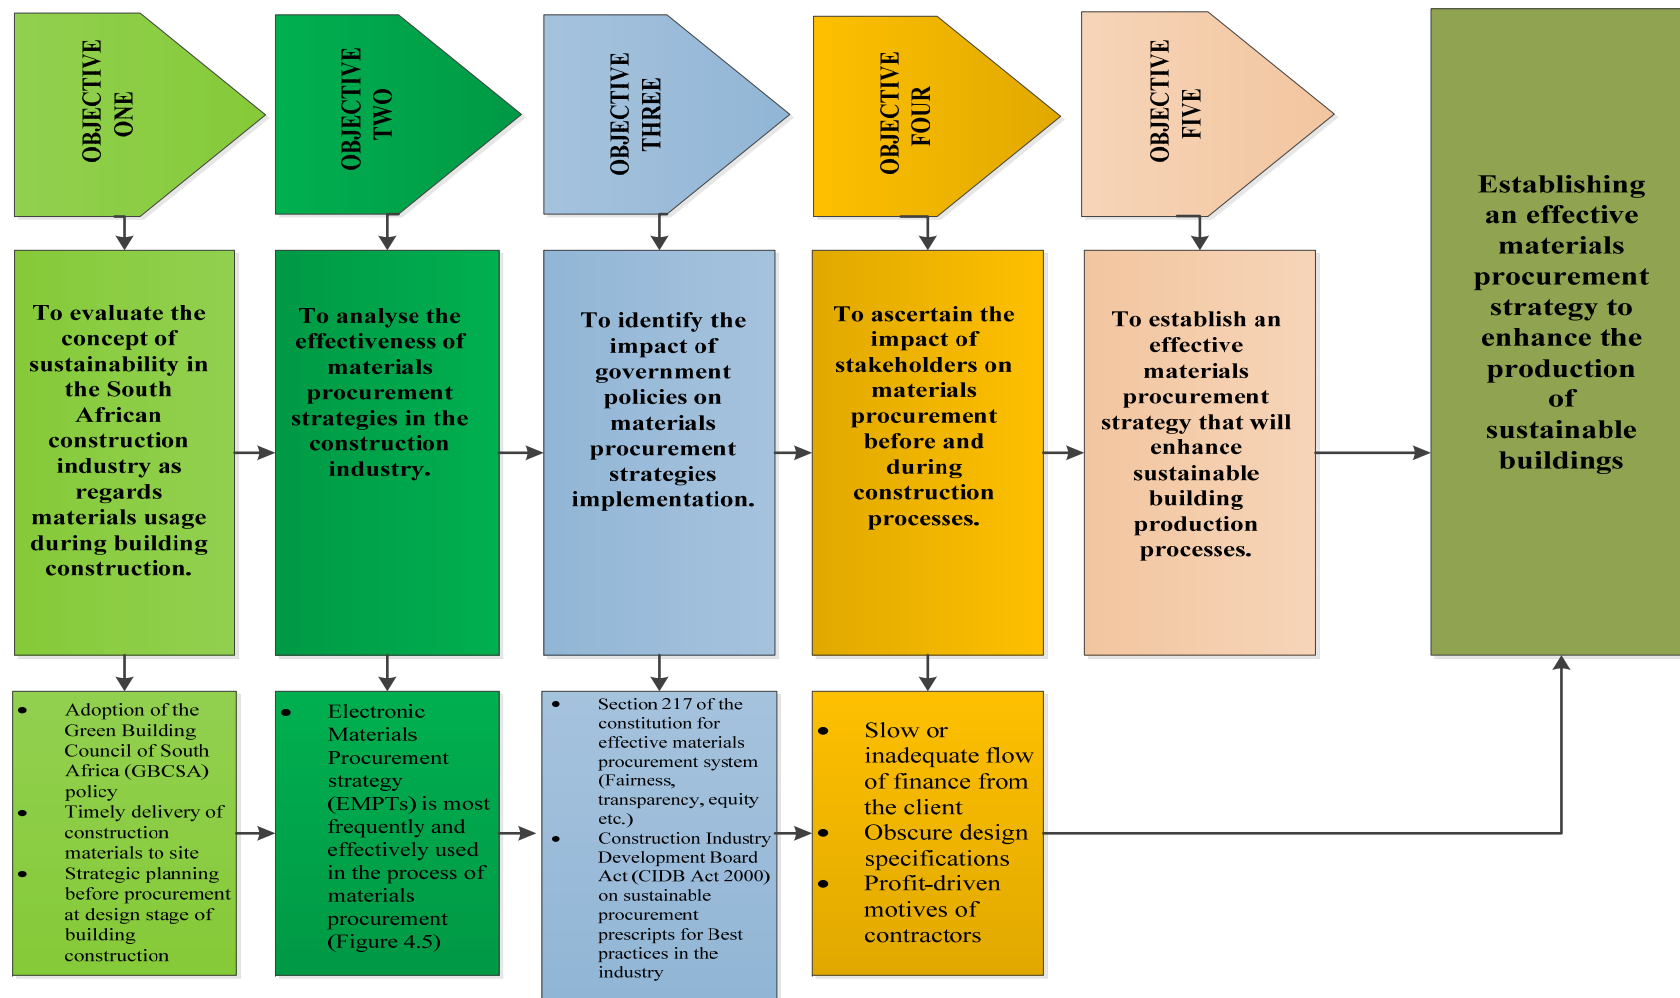 OBJECTIVE
ONE
OBJECTIVE
TWO
OBJECTIVE
THREE
OBJECTIVE
FOUR
OBJECTIVE
FIVE
To evaluate the
concept of
sustainability in
the South
African
construction
industry as
regards
materials usage
during building
construction.
To analyse the
effectiveness of
materials
procurement
strategies in the
construction
industry.
To identify the
impact of
government
policies on
materials
procurement
strategies
implementation.
To ascertain the
impact of
stakeholders on
materials
procurement
before and
during
construction
processes.
To establish an
effective
materials
procurement
strategy that will
enhance
sustainable
building
production
processes.
Establishing
an effective
materials
procurement
strategy to
enhance the
production
of
sustainable
buildings
• Adoption of the
Green Building
Council of South
Africa (GBCSA)
policy
• Timely delivery of
construction
materials to site
• Strategic planning
before procurement
at design stage of
building
construction
• Electronic
Materials
Procurement
strategy
(EMPTs) is most
frequently and
effectively used
in the process of
materials
procurement
(Figure 4.5)
• Section 217 of the
constitution for
effective materials
procurement system
(Fairness,
transparency, equity
etc.)
• Construction Industry
Development Board
Act (CIDB Act 2000)
on sustainable
procurement
prescripts for Best
practices in the
industry
• Slow or
inadequate flow
of finance from
the client
• Obscure design
specifications
• Profit-driven
motives of
contractors